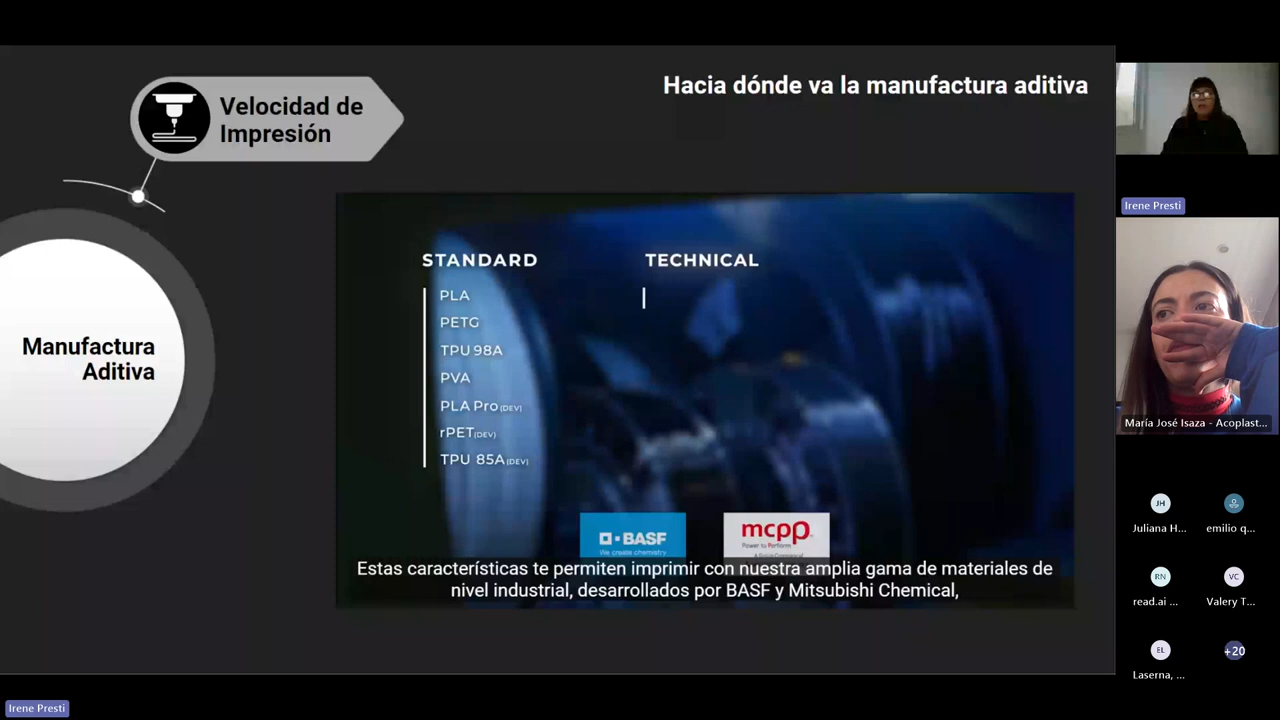 Hacia dónde va la manufactura aditiva
Velocidad de
Impresión
Manufactura
Aditiva
STANDARD
PLA
PETG
TPU 98A
PVA
PLA Pro (DEV)
rPET (DEV)
TPU 85A (DEV)
TECHNICAL
BASF
We create chemistry
mcpp
Power to Perform
Estas características te permiten imprimir con nuestra amplia gama de materiales de
nivel industrial, desarrollados por BASF y Mitsubishi Chemical,
Irene Presti
Irene Presti
María José Isaza - Acoplast...
JH
Juliana H...
emilio q...
RN
read.ai ...
VC
Valery T...
EL
Laserna, ...
+20